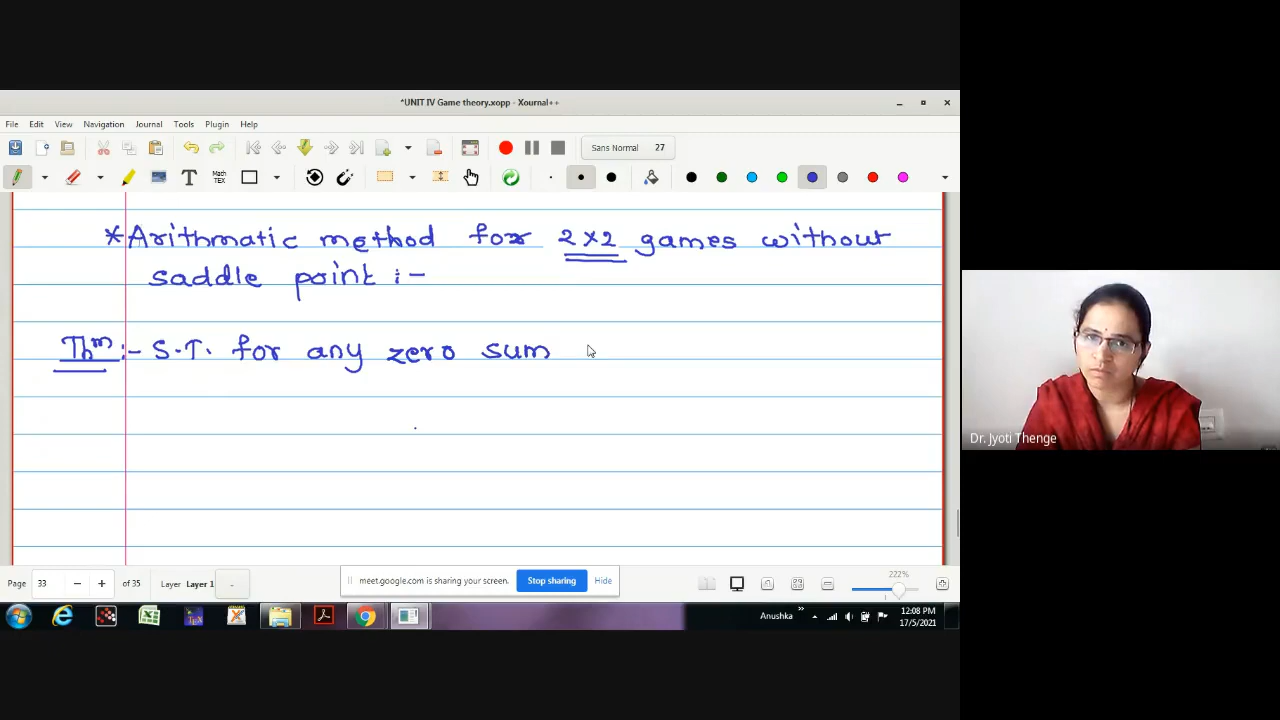 *UNIT IV Game theory.xopp - Xournal++
File Edit View Navigation Journal Tools Plugin Help
Sans Normal 27
Math TEX
*Arithmatic method for 2×2 games without
saddle point :-
Thm :- S.T. for any zero sum
Dr. Jyoti Thenge
Page 33 of 35 Layer Layer 1
meet.google.com is sharing your screen. Stop sharing Hide
222%
Anushka
12:08 PM
17/5/2021